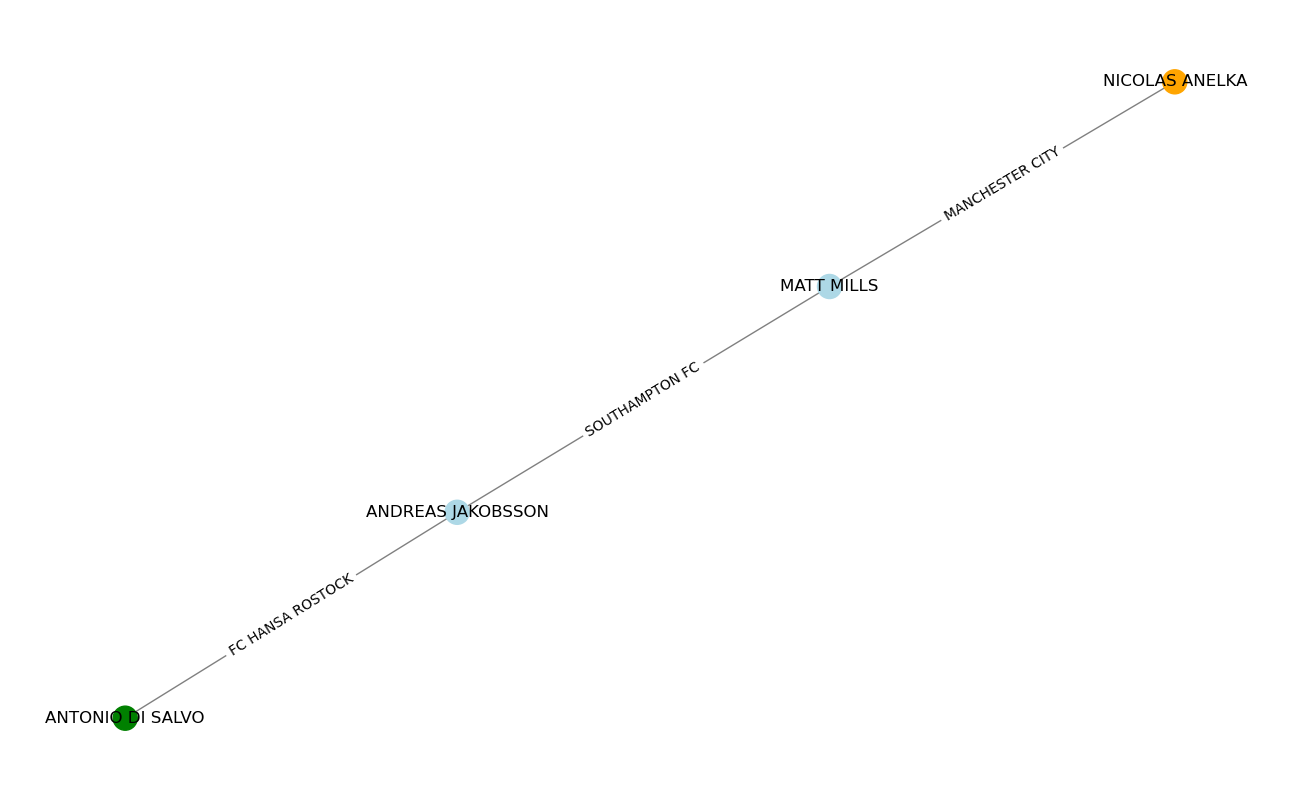 NICOLAS ANELKA
MANCHESTER CITY
MATT MILLS
SOUTHAMPTON FC
ANDREAS JAKOBSSON
FC HANSA ROSTOCK
ANTONIO DI SALVO